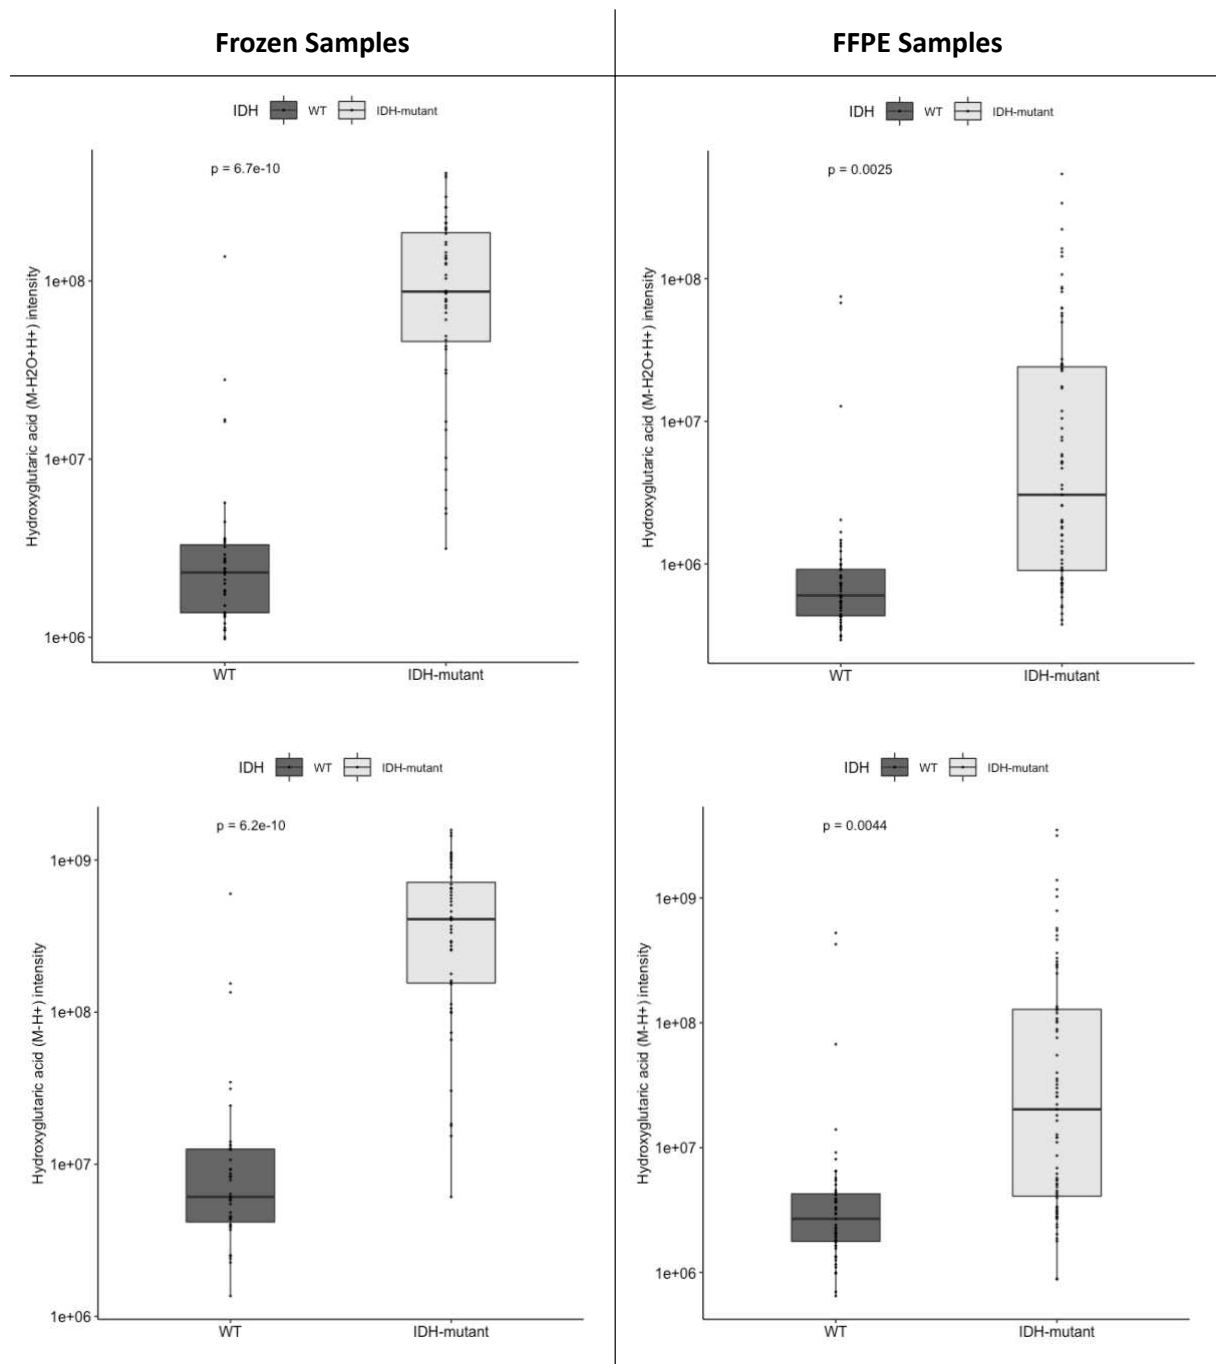 Frozen Samples
FFPE Samples
IDH WT IDH-mutant
p = 6.7e-10
Hydroxyglutaric acid (M-H2O+H+) intensity
1e+08
1e+07
1e+06
WT IDH-mutant
IDH WT IDH-mutant
p = 0.0025
Hydroxyglutaric acid (M-H2O+H+) intensity
1e+08
1e+07
1e+06
WT IDH-mutant
IDH WT IDH-mutant
p = 6.2e-10
Hydroxyglutaric acid (M-H+) intensity
1e+09
1e+08
1e+07
1e+06
WT IDH-mutant
IDH WT IDH-mutant
p = 0.0044
Hydroxyglutaric acid (M-H+) intensity
1e+09
1e+08
1e+07
1e+06
WT IDH-mutant